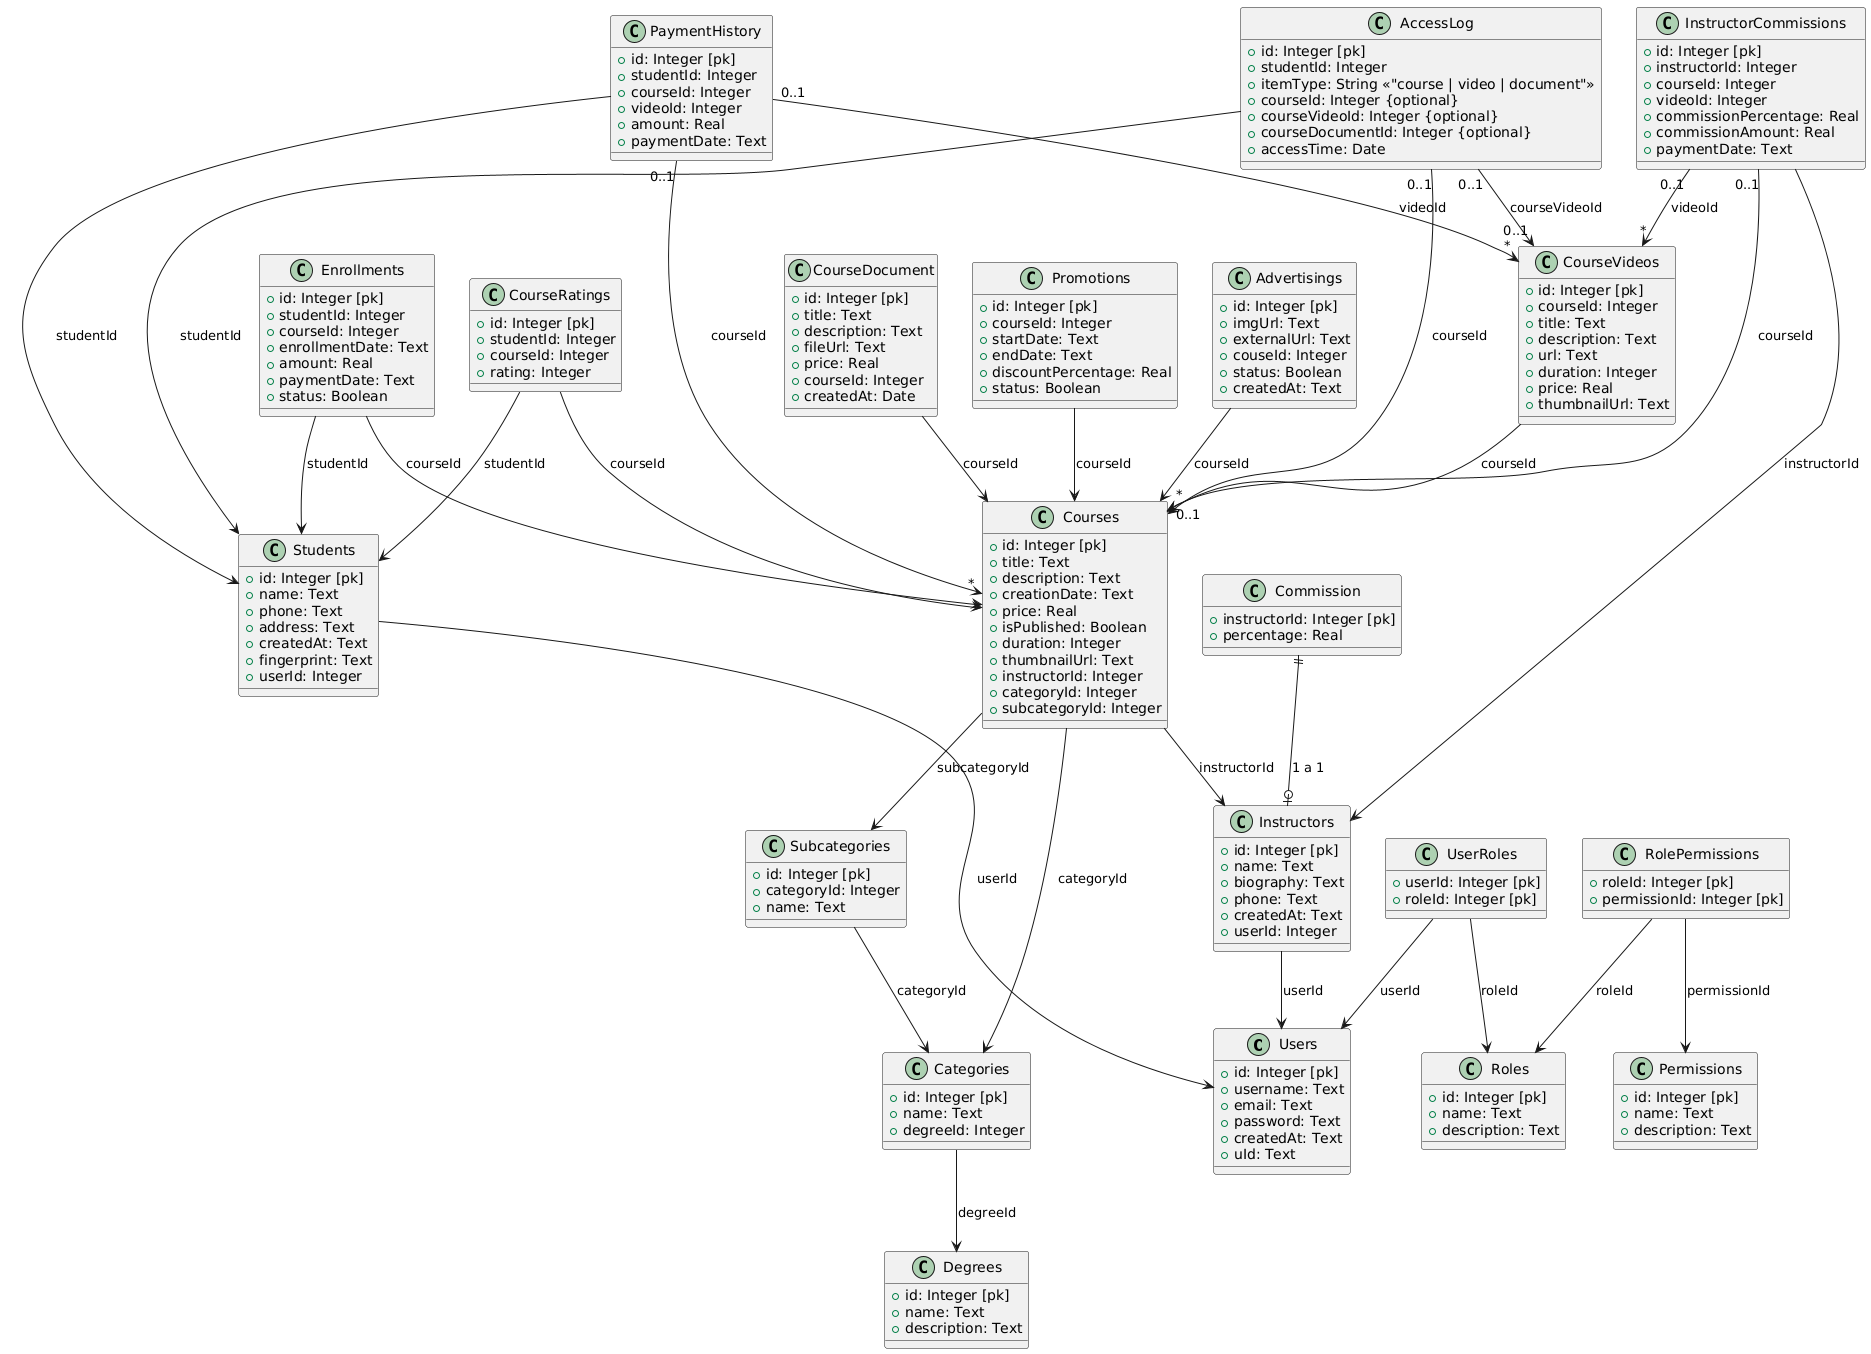 PaymentHistory
id: Integer [pk]
studentId: Integer
courseId: Integer
videoId: Integer
amount: Real
paymentDate: Text
AccessLog
id: Integer [pk]
studentId: Integer
itemType: String «"course | video | document"»
courseId: Integer {optional}
courseVideoId: Integer {optional}
courseDocumentId: Integer {optional}
accessTime: Date
InstructorCommissions
id: Integer [pk]
instructorId: Integer
courseId: Integer
videoId: Integer
commissionPercentage: Real
commissionAmount: Real
paymentDate: Text
0..1
0..1
0..1
0..1
0..1
0..1
videoId
courseVideoId
videoId
0..1
*
*
Enrollments
id: Integer [pk]
studentId: Integer
courseId: Integer
enrollmentDate: Text
amount: Real
paymentDate: Text
status: Boolean
CourseRatings
id: Integer [pk]
studentId: Integer
courseId: Integer
rating: Integer
CourseDocument
id: Integer [pk]
title: Text
description: Text
fileUrl: Text
price: Real
courseId: Integer
createdAt: Date
Promotions
id: Integer [pk]
courseId: Integer
startDate: Text
endDate: Text
discountPercentage: Real
status: Boolean
Advertisings
id: Integer [pk]
imgUrl: Text
externalUrl: Text
couseId: Integer
status: Boolean
createdAt: Text
CourseVideos
id: Integer [pk]
courseId: Integer
title: Text
description: Text
url: Text
duration: Integer
price: Real
thumbnailUrl: Text
studentId
studentId
courseId
courseId
courseId
studentId
courseId
studentId
courseId
courseId
courseId
courseId
courseId
instructorId
*
0..1
*
Students
id: Integer [pk]
name: Text
phone: Text
address: Text
createdAt: Text
fingerprint: Text
userId: Integer
Courses
id: Integer [pk]
title: Text
description: Text
creationDate: Text
price: Real
isPublished: Boolean
duration: Integer
thumbnailUrl: Text
instructorId: Integer
categoryId: Integer
subcategoryId: Integer
Commission
instructorId: Integer [pk]
percentage: Real
subcategoryId
instructorId
1 a 1
Subcategories
id: Integer [pk]
categoryId: Integer
name: Text
userId
categoryId
Instructors
id: Integer [pk]
name: Text
biography: Text
phone: Text
createdAt: Text
userId: Integer
UserRoles
userId: Integer [pk]
roleId: Integer [pk]
RolePermissions
roleId: Integer [pk]
permissionId: Integer [pk]
categoryId
userId
userId
roleId
roleId
permissionId
Categories
id: Integer [pk]
name: Text
degreeId: Integer
Users
id: Integer [pk]
username: Text
email: Text
password: Text
createdAt: Text
uId: Text
Roles
id: Integer [pk]
name: Text
description: Text
Permissions
id: Integer [pk]
name: Text
description: Text
degreeId
Degrees
id: Integer [pk]
name: Text
description: Text